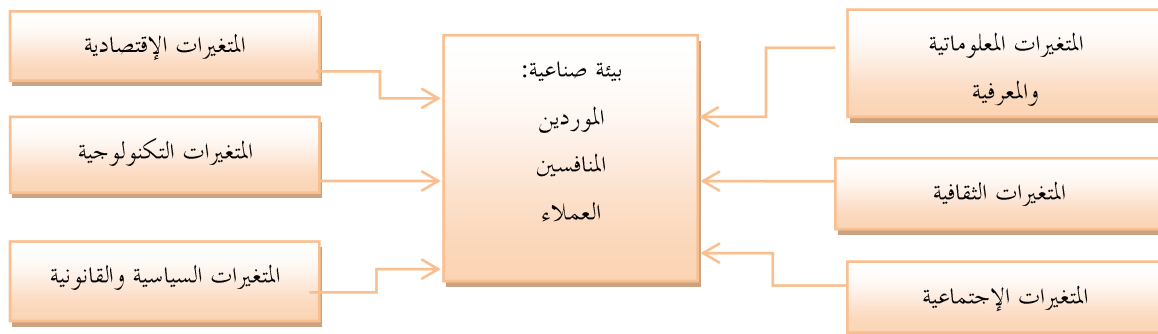 المتغيرات المعلوماتية
والمعرفية
المتغيرات الثقافية
المتغيرات الإجتماعية
بيئة صناعية:
الموردين
المنافسين
العملاء
المتغيرات الإقتصادية
المتغيرات التكنولوجية
المتغيرات السياسية والقانونية